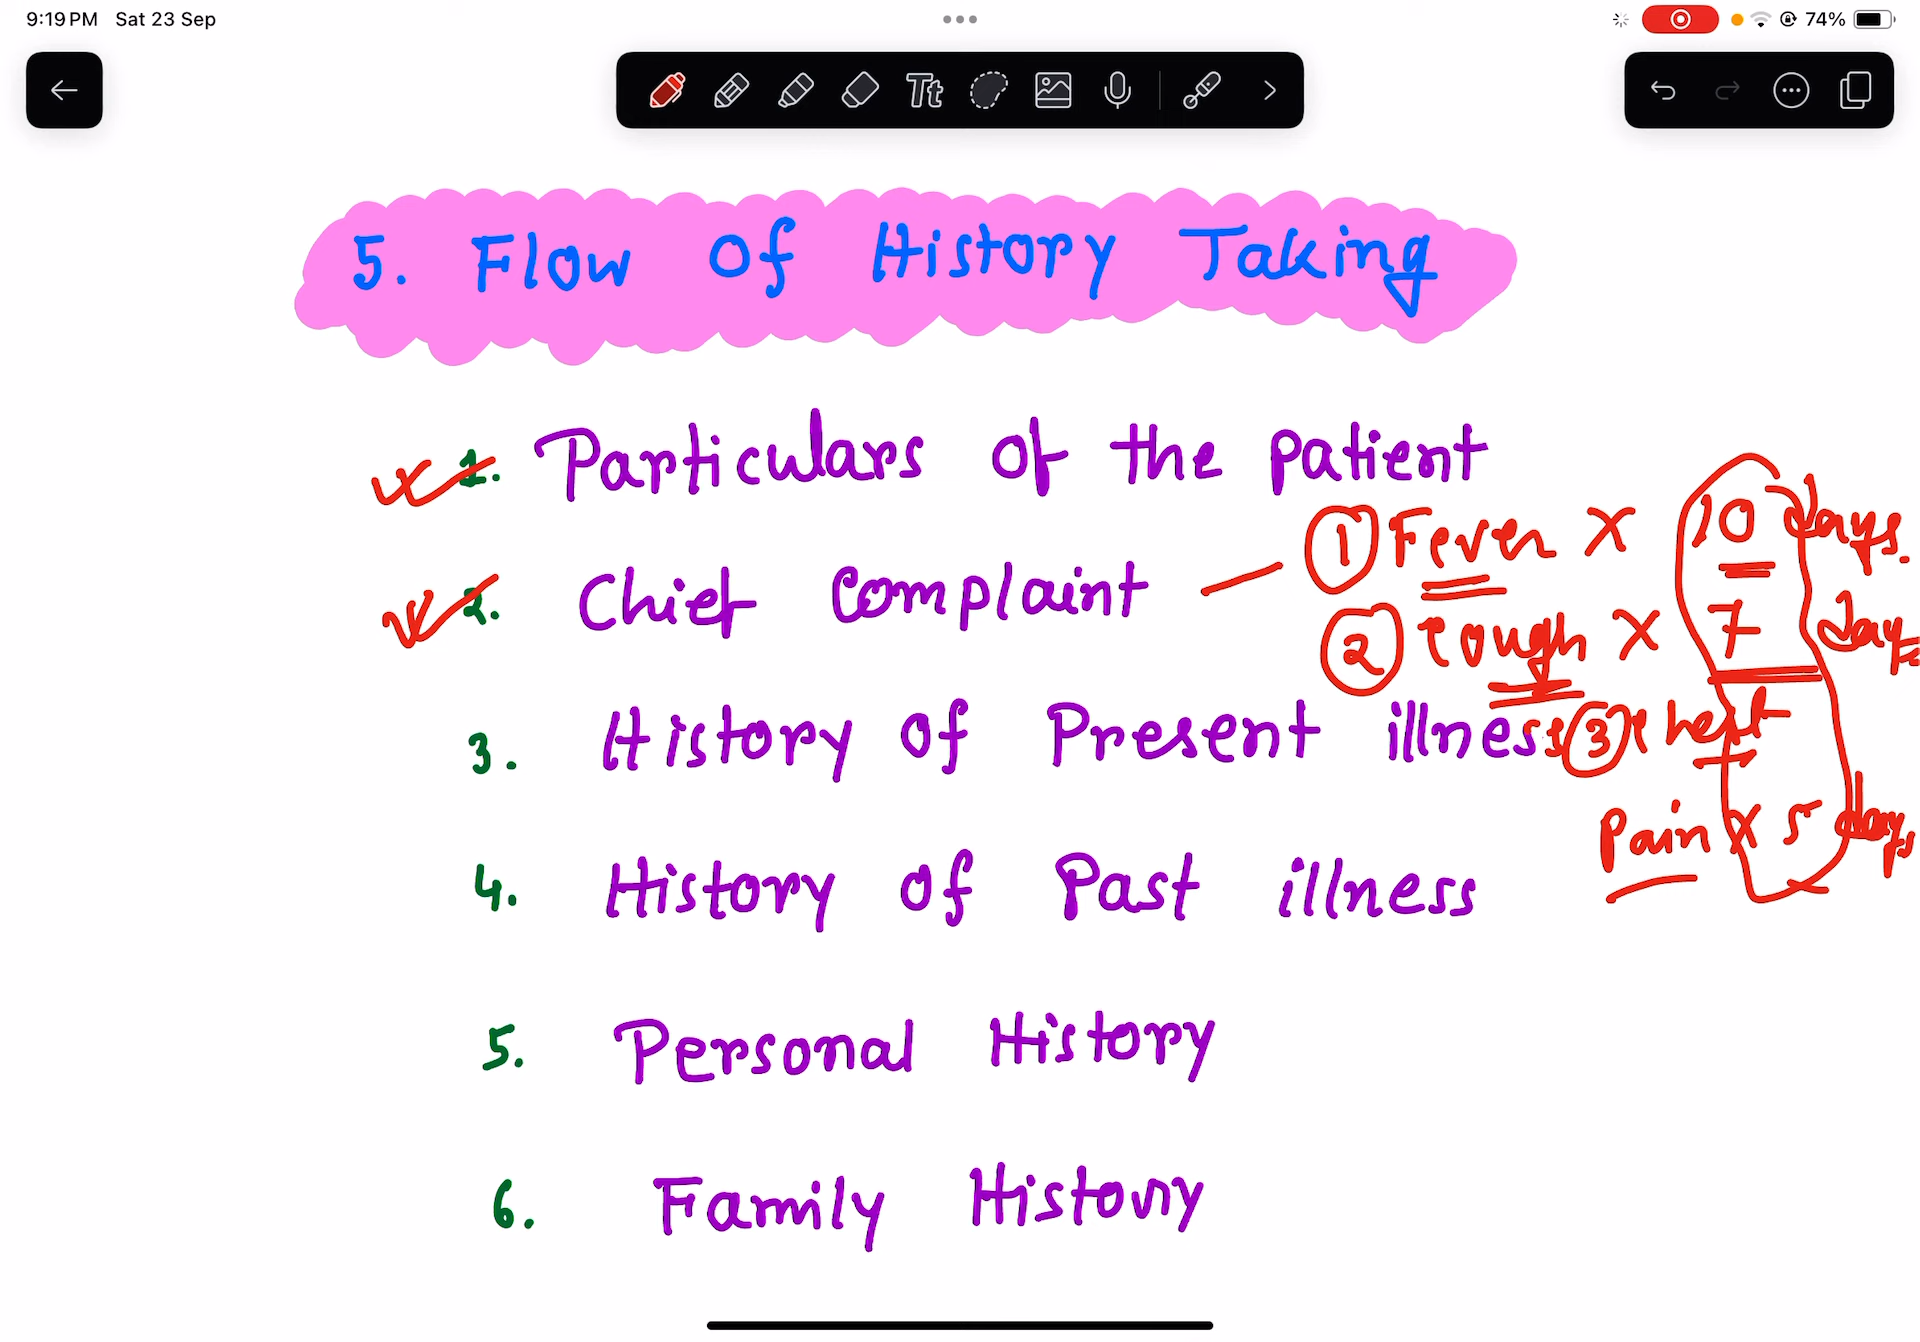 9:19 PM Sat 23 Sep
74%
Tt
5. Flow of History Taking
1. Particulars of the patient
2. Chief Complaint
① Fever X 10 days.
② Cough X 7 days
3. History of Present illness
③ Chest
Pain X 5 days
4. History of Past illness
5. Personal History
6. Family History